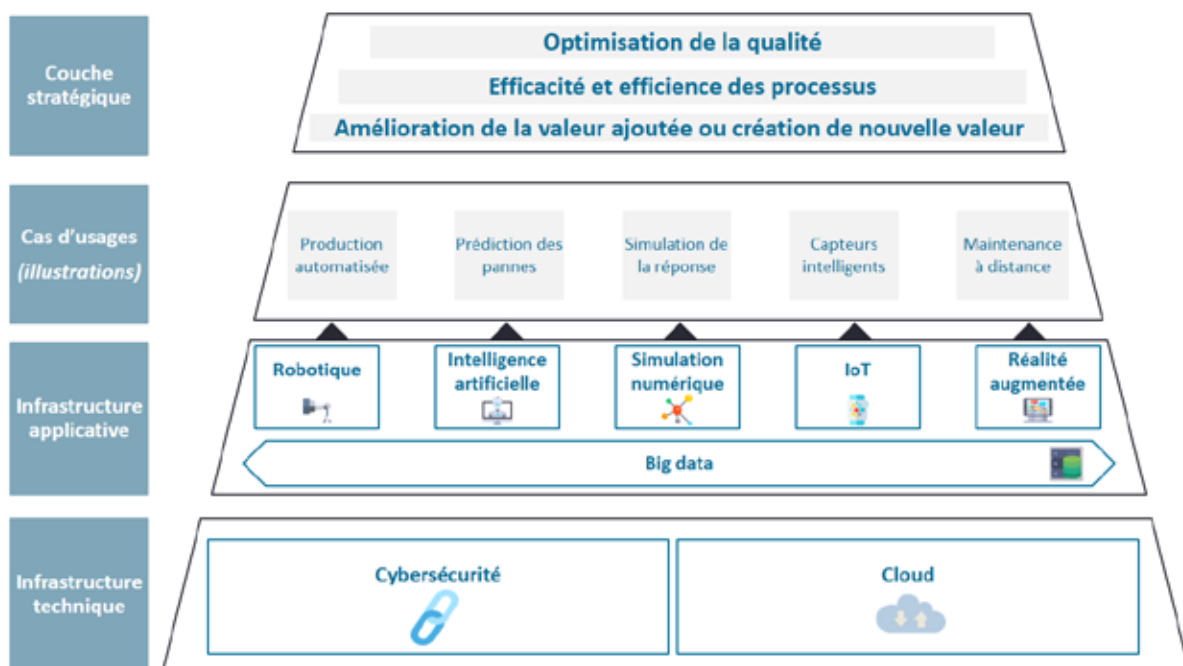 Couche
stratégique
Optimisation de la qualité
Efficacité et efficience des processus
Amélioration de la valeur ajoutée ou création de nouvelle valeur
Cas d'usages
(illustrations)
Production
automatisée
Prédiction des
pannes
Simulation de
la réponse
Capteurs
intelligents
Maintenance
à distance
Infrastructure
applicative
Robotique
Intelligence
artificielle
Simulation
numérique
IoT
Réalité
augmentée
Big data
Infrastructure
technique
Cybersécurité
Cloud